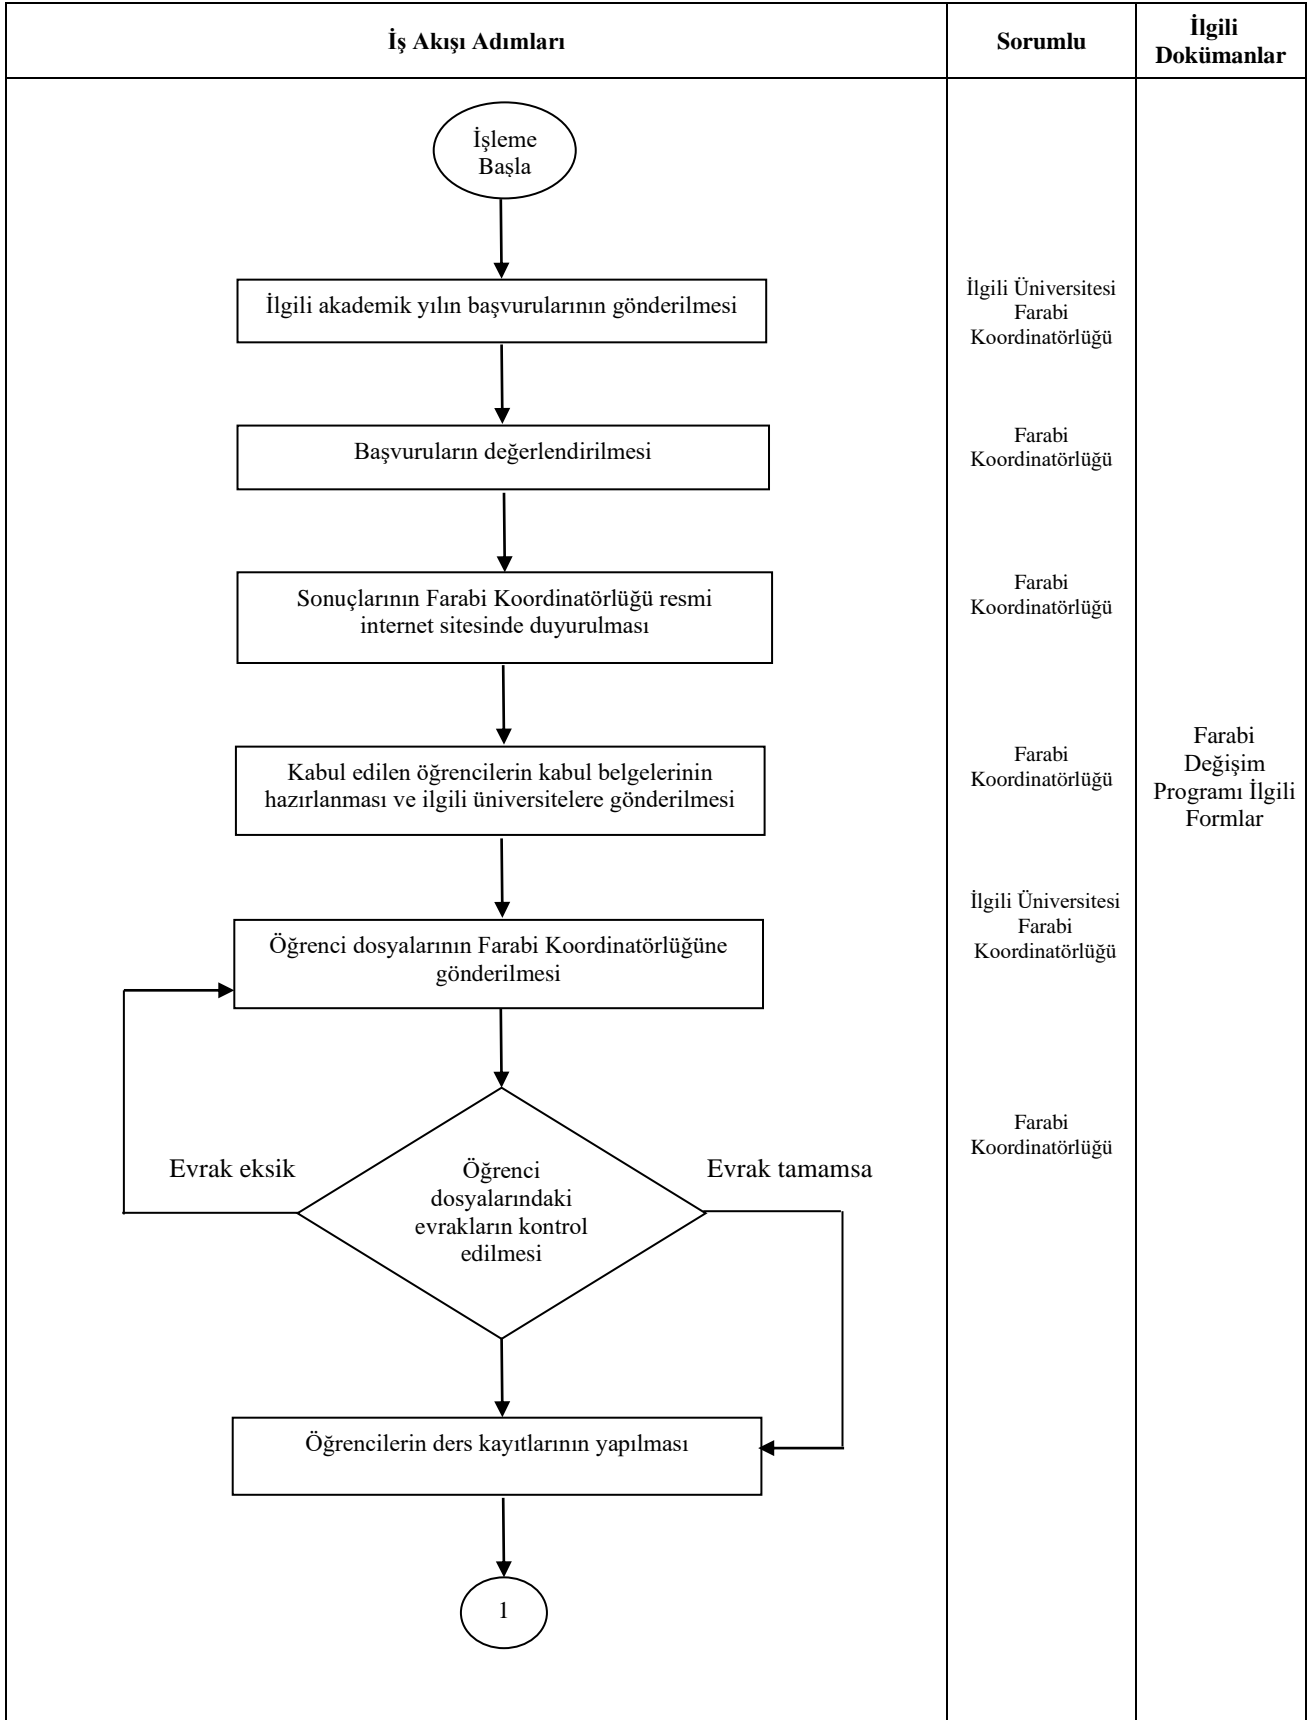 İş Akışı Adımları
Sorumlu
İlgili
Dokümanlar
İşleme
Başla
İlgili akademik yılın başvurularının gönderilmesi
İlgili Üniversitesi
Farabi
Koordinatörlüğü
Başvuruların değerlendirilmesi
Farabi
Koordinatörlüğü
Sonuçlarının Farabi Koordinatörlüğü resmi
internet sitesinde duyurulması
Farabi
Koordinatörlüğü
Kabul edilen öğrencilerin kabul belgelerinin
hazırlanması ve ilgili üniversitelere gönderilmesi
Farabi
Koordinatörlüğü
Farabi
Değişim
Programı İlgili
Formlar
Öğrenci dosyalarının Farabi Koordinatörlüğüne
gönderilmesi
İlgili Üniversitesi
Farabi
Koordinatörlüğü
Evrak eksik
Öğrenci
dosyalarındaki
evrakların kontrol
edilmesi
Evrak tamamsa
Farabi
Koordinatörlüğü
Öğrencilerin ders kayıtlarının yapılması
1